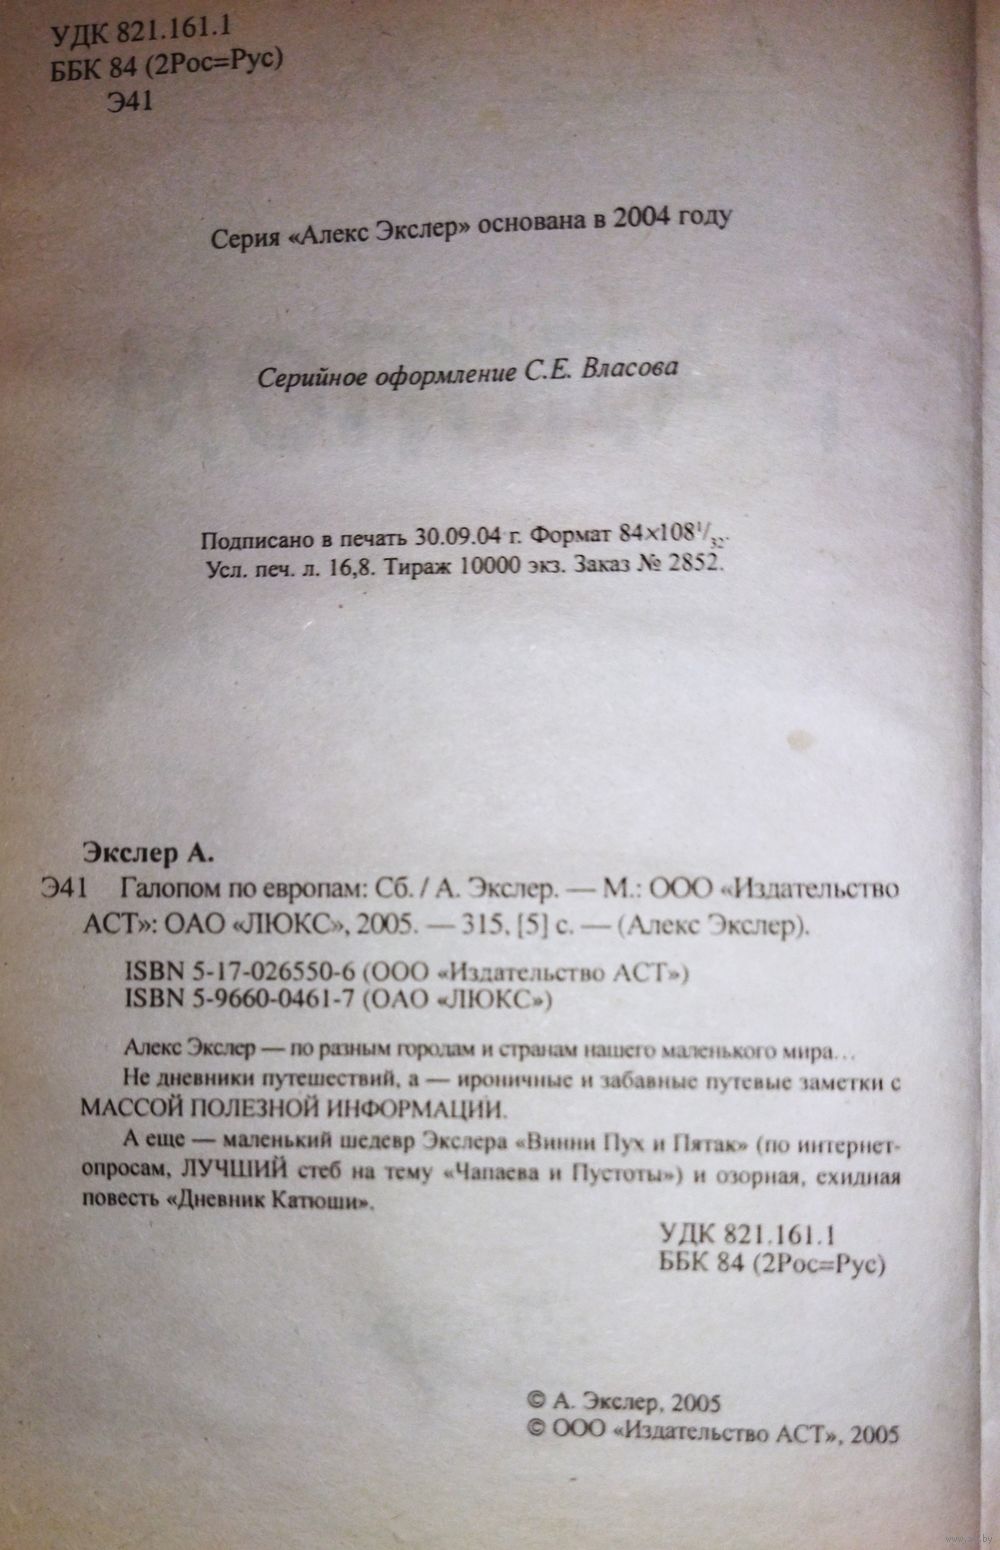 УДК 821.161.1
ББК 84 (2Рос=Рус)
Э41
Серия «Алекс Экслер» основана в 2004 году
Серийное оформление С.Е. Власова
Подписано в печать 30.09.04 г. Формат 84×108¹/₃₂.
Усл. печ. л. 16,8. Тираж 10000 экз. Заказ № 2852.
Экслер А.
Э41 Галопом по европам: Сб. / А. Экслер. — М.: ООО «Издательство
АСТ»: ОАО «ЛЮКС», 2005. — 315, [5] с. — (Алекс Экслер).
ISBN 5-17-026550-6 (ООО «Издательство АСТ»)
ISBN 5-9660-0461-7 (ОАО «ЛЮКС»)
Алекс Экслер — по разным городам и странам нашего маленького мира...
Не дневники путешествий, а — ироничные и забавные путевые заметки с
МАССОЙ ПОЛЕЗНОЙ ИНФОРМАЦИИ.
А еще — маленький шедевр Экслера «Винни Пух и Пятак» (по интернет-
опросам, ЛУЧШИЙ стеб на тему «Чапаева и Пустоты») и озорная, ехидная
повесть «Дневник Катюши».
УДК 821.161.1
ББК 84 (2Рос=Рус)
© А. Экслер, 2005
© ООО «Издательство АСТ», 2005